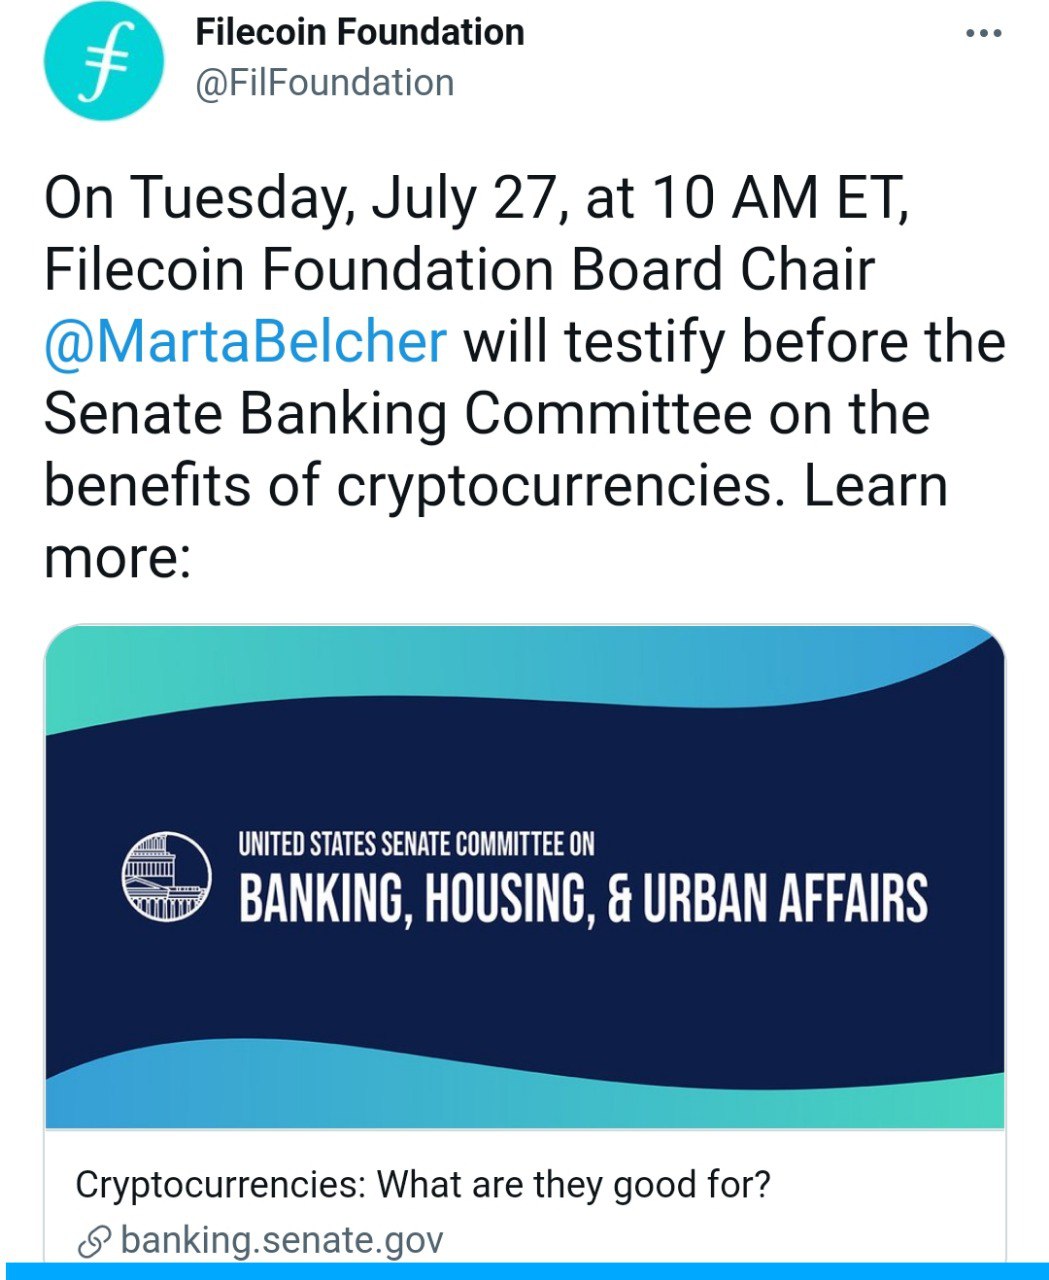 Filecoin Foundation
@FilFoundation
On Tuesday, July 27, at 10 AM ET,
Filecoin Foundation Board Chair
@MartaBelcher will testify before the
Senate Banking Committee on the
benefits of cryptocurrencies. Learn
more:
UNITED STATES SENATE COMMITTEE ON
BANKING, HOUSING, & URBAN AFFAIRS
Cryptocurrencies: What are they good for?
banking.senate.gov